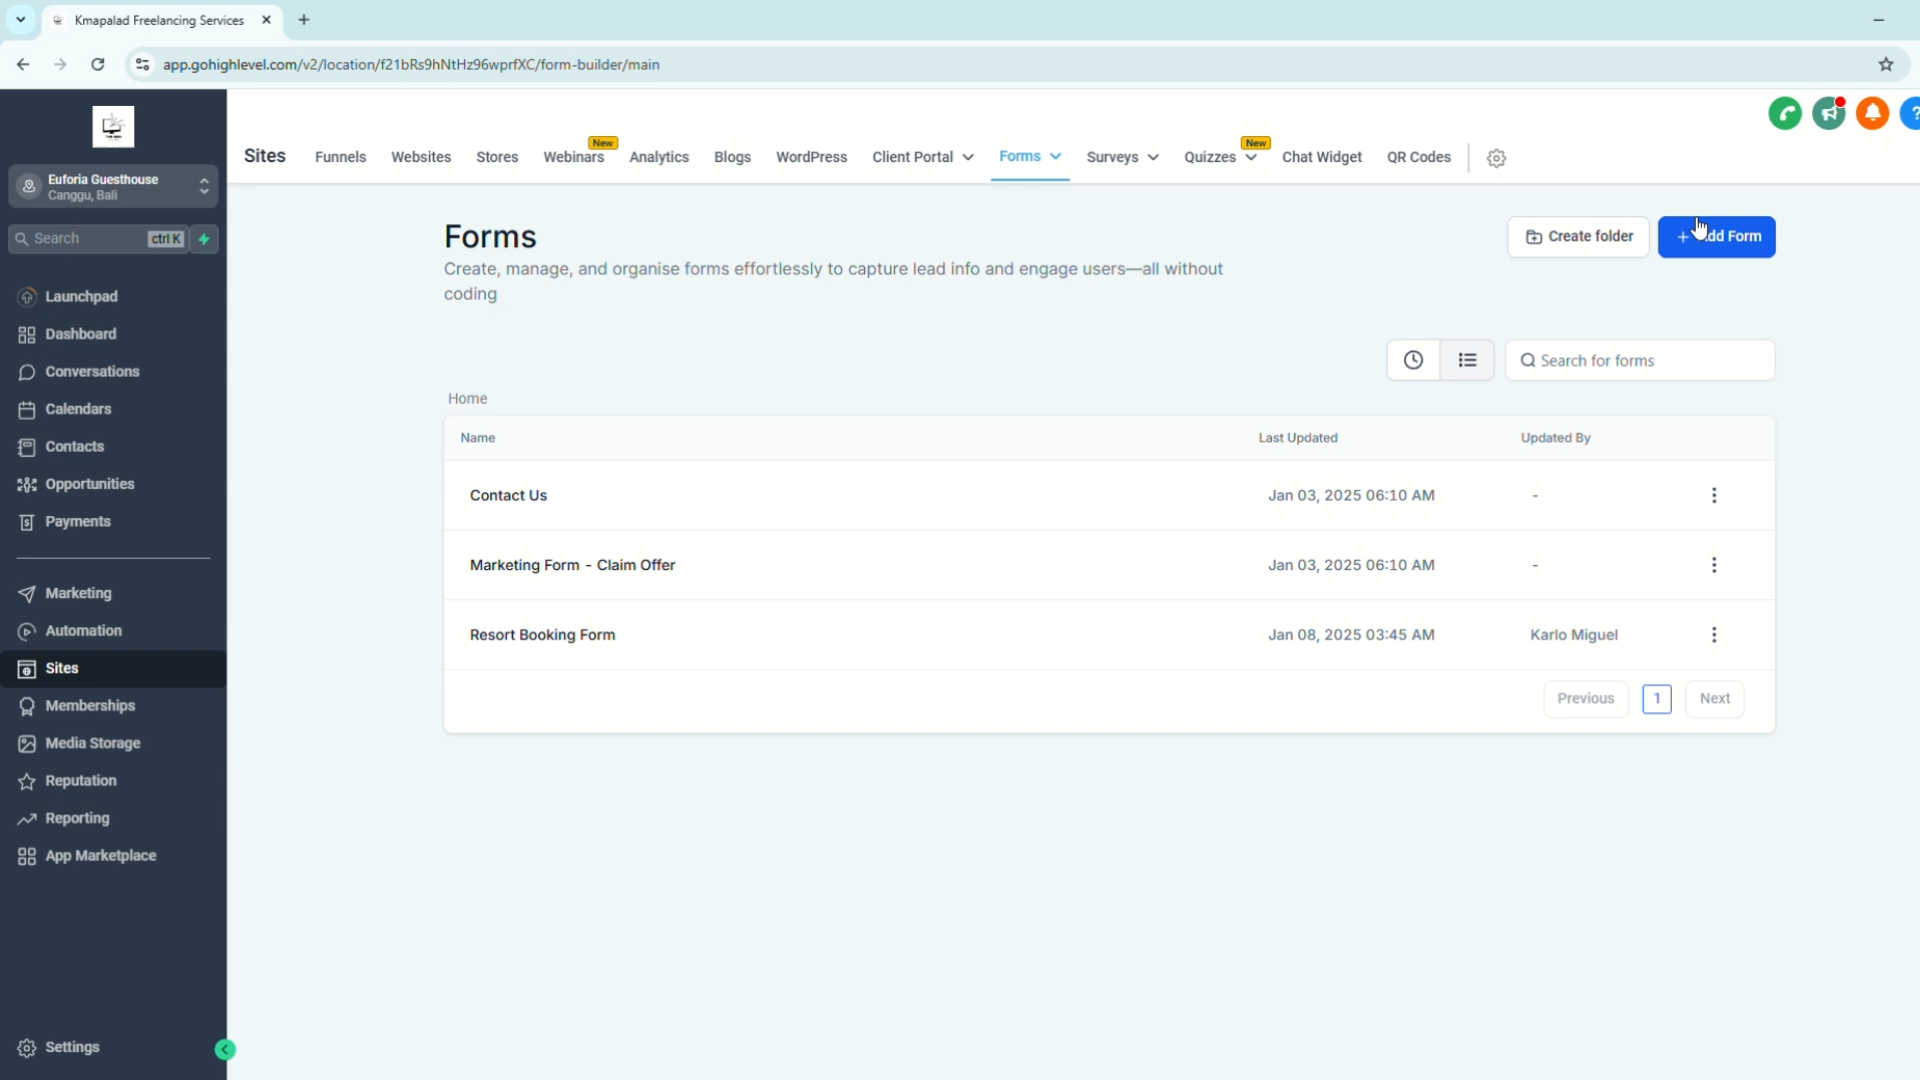 Kmapalad Freelancing Services
app.gohighlevel.com/v2/location/f21bRs9hNtHz96wprfXC/form-builder/main
Euforia Guesthouse
Canggu, Bali
Search ctrl K
Launchpad
Dashboard
Conversations
Calendars
Contacts
Opportunities
Payments
Marketing
Automation
Sites
Memberships
Media Storage
Reputation
Reporting
App Marketplace
Settings
New New
Sites Funnels Websites Stores Webinars Analytics Blogs WordPress Client Portal Forms Surveys Quizzes Chat Widget QR Codes
Forms
Create folder + dd Form
Create, manage, and organise forms effortlessly to capture lead info and engage users—all without
coding
Search for forms
Home
Name Last Updated Updated By
Contact Us Jan 03, 2025 06:10 AM -
Marketing Form - Claim Offer Jan 03, 2025 06:10 AM -
Resort Booking Form Jan 08, 2025 03:45 AM Karlo Miguel
Previous 1 Next